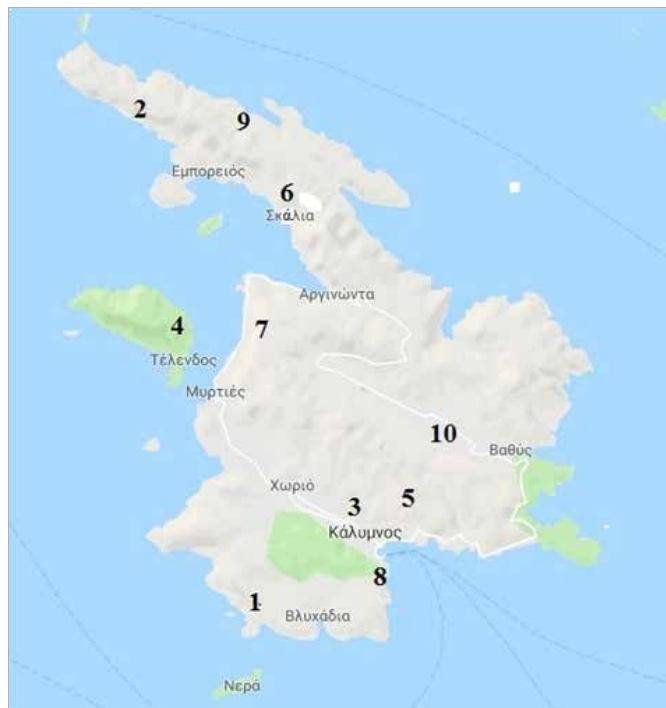 2
9
Εμπορειός
6
Σκάλια
Αργινώντα
4
7
Τέλενδος
Μυρτιές
10
Βαθύς
Χωριό
3
5
Κάλυμνος
8
1
Βλυχάδια
Νερά